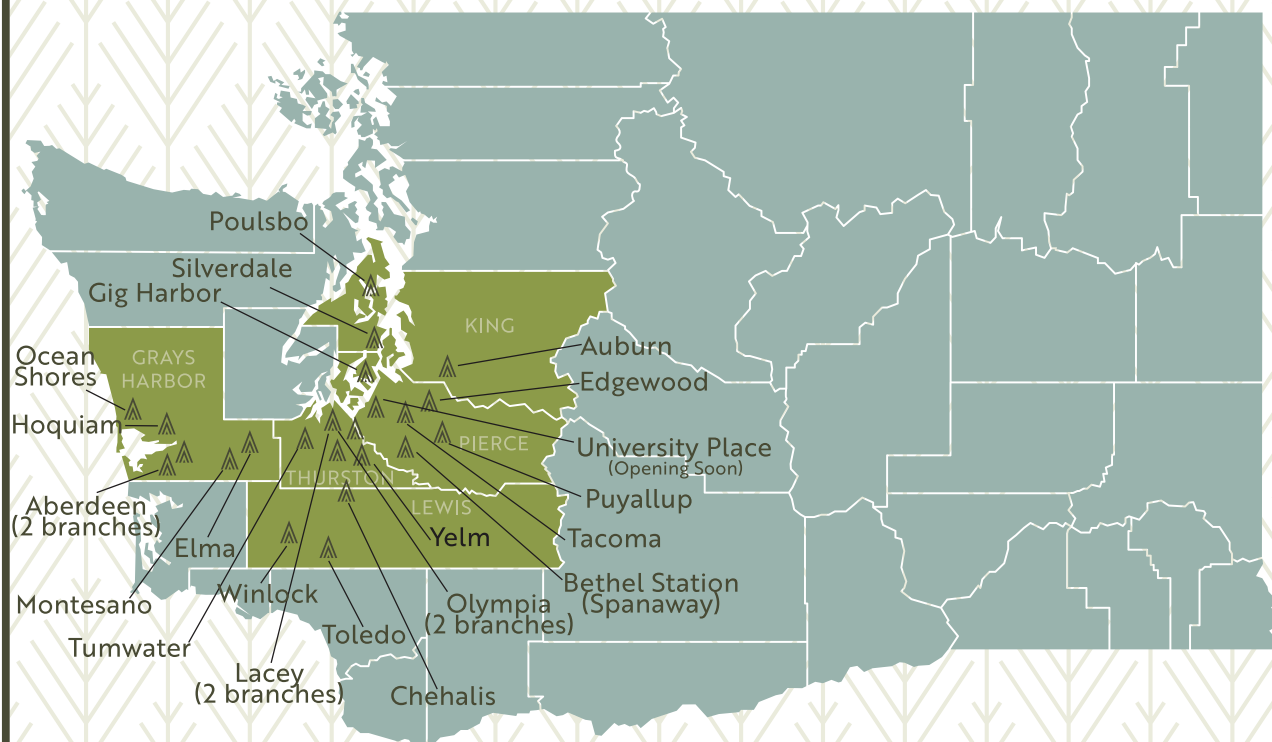 Poulsbo
Silverdale
Gig Harbor
KING
Auburn
Edgewood
GRAYS
HARBOR
Ocean
Shores
Hoquiam
University Place
(Opening Soon)
PIERCE
THURSTON
Puyallup
LEWIS
Aberdeen
(2 branches)
Yelm
Tacoma
Elma
Bethel Station
(Spanaway)
Winlock
Montesano
Olympia
(2 branches)
Toledo
Tumwater
Lacey
(2 branches)
Chehalis